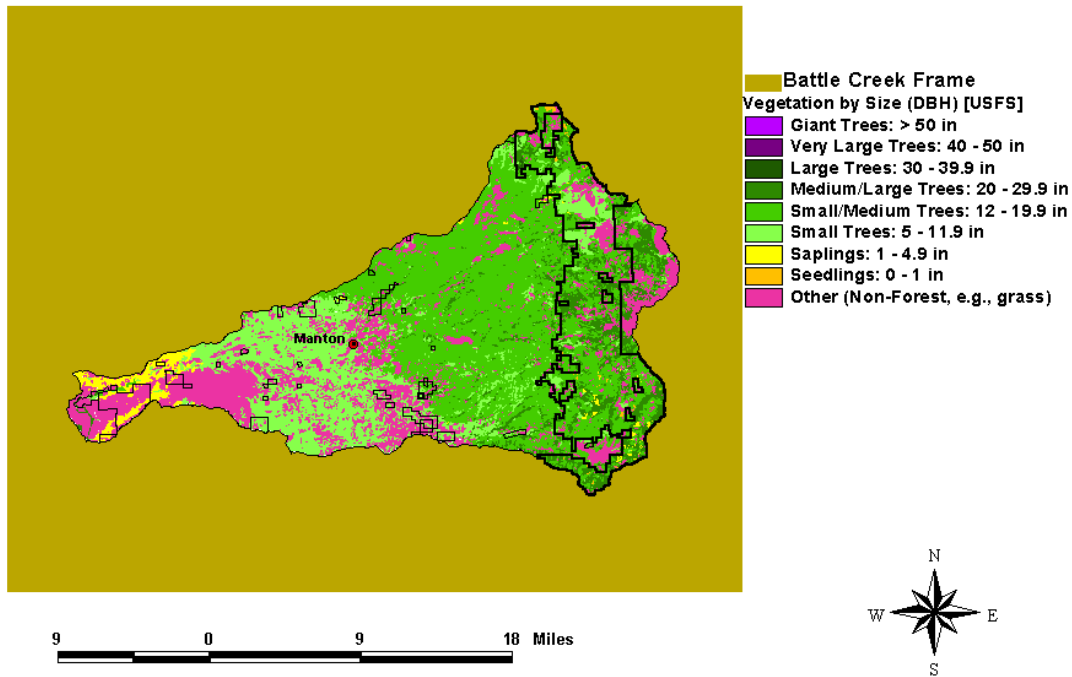 Battle Creek Frame
Vegetation by Size (DBH) [USFS]
Giant Trees: > 50 in
Very Large Trees: 40 - 50 in
Large Trees: 30 - 39.9 in
Medium/Large Trees: 20 - 29.9 in
Small/Medium Trees: 12 - 19.9 in
Small Trees: 5 - 11.9 in
Saplings: 1 - 4.9 in
Seedlings: 0 - 1 in
Other (Non-Forest, e.g., grass)
Manton
N
W E
S
9 0 9 18 Miles